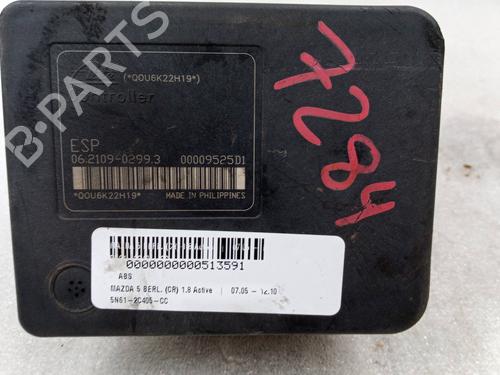 (*QOU6K22H19*)
Controller
ESP
06.2109-0299.3 00009525D1
*QOU6K22H19* MADE IN PHILIPPINES
7284
0000000000513591
ABS
MAZDA 5 BERL. (CR) 1.8 Active | 07.05 - 12.10
5N61-2C405-CC
B-PARTS